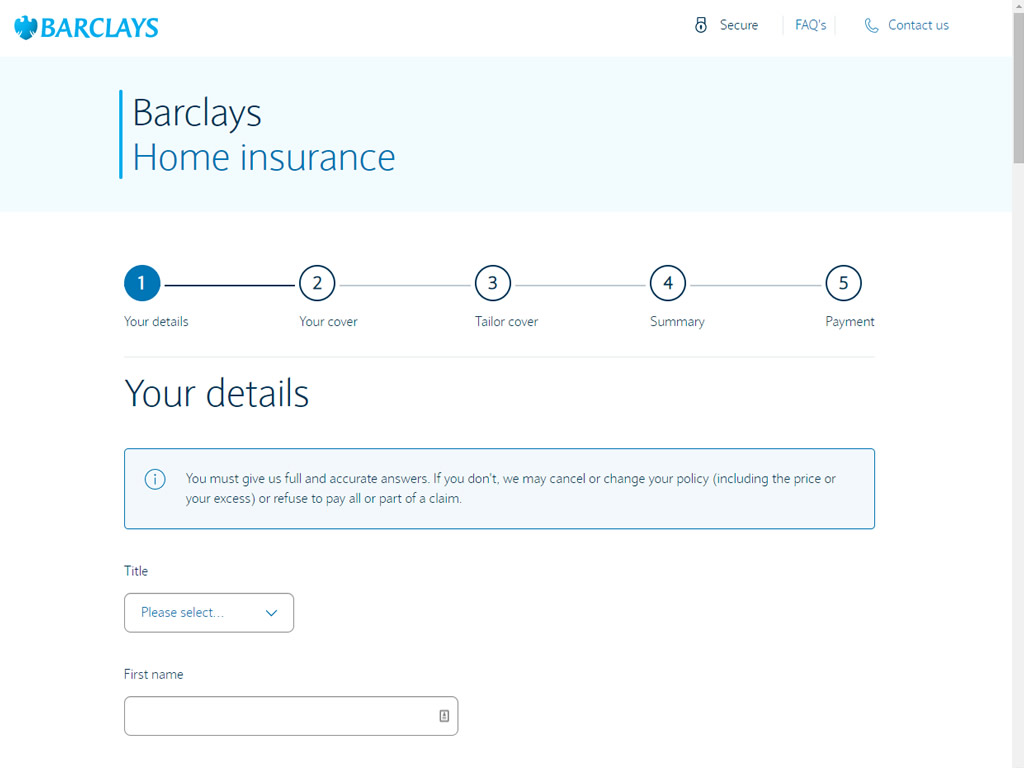 BARCLAYS
Secure
FAQ's
Contact us
Barclays
Home insurance
1
2
3
4
5
Your details
Your cover
Tailor cover
Summary
Payment
Your details
You must give us full and accurate answers. If you don't, we may cancel or change your policy (including the price or
your excess) or refuse to pay all or part of a claim.
Title
Please select...
First name